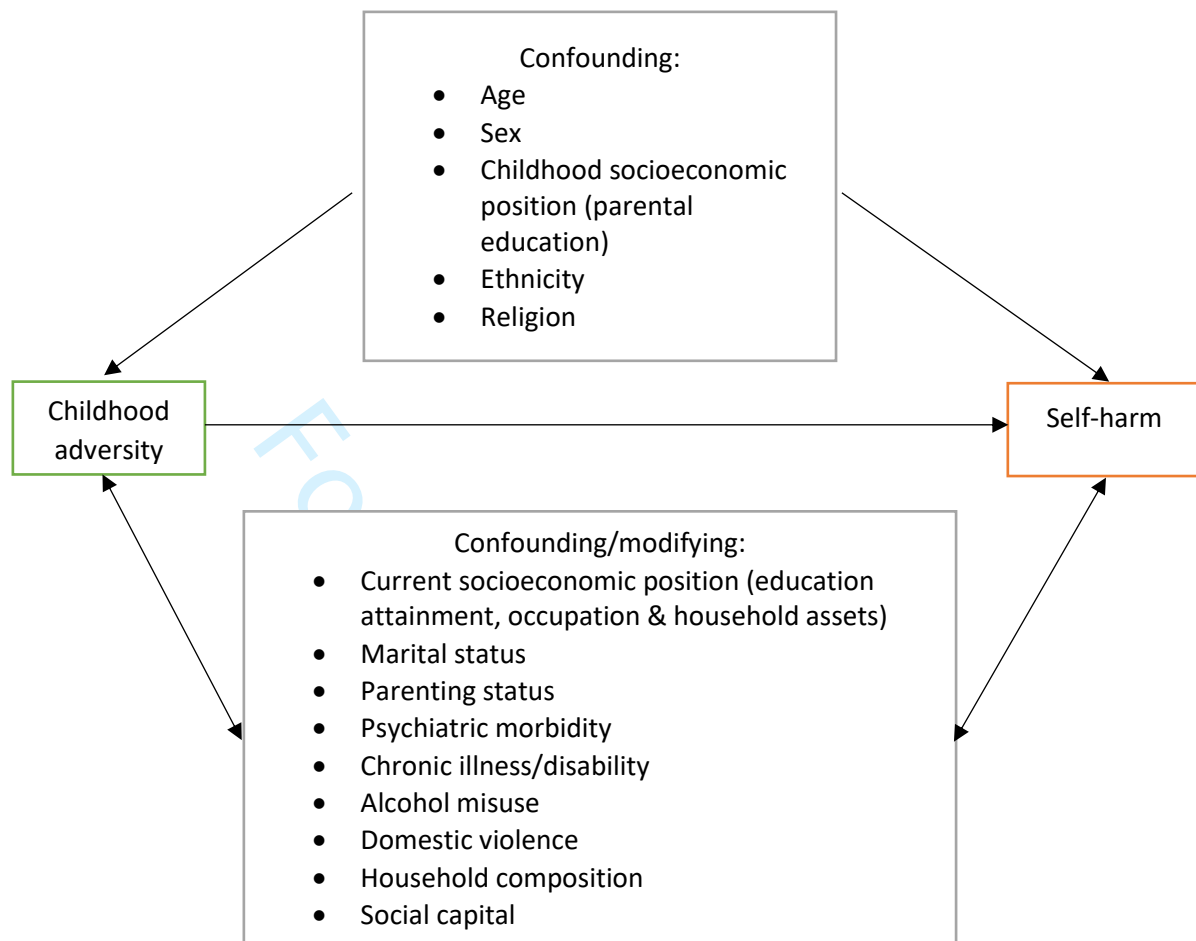 Confounding:
• Age
• Sex
• Childhood socioeconomic
position (parental
education)
• Ethnicity
• Religion
Childhood
adversity
Self-harm
Fo
Confounding/modifying:
• Current socioeconomic position (education
attainment, occupation & household assets)
• Marital status
• Parenting status
• Psychiatric morbidity
• Chronic illness/disability
• Alcohol misuse
• Domestic violence
• Household composition
• Social capital